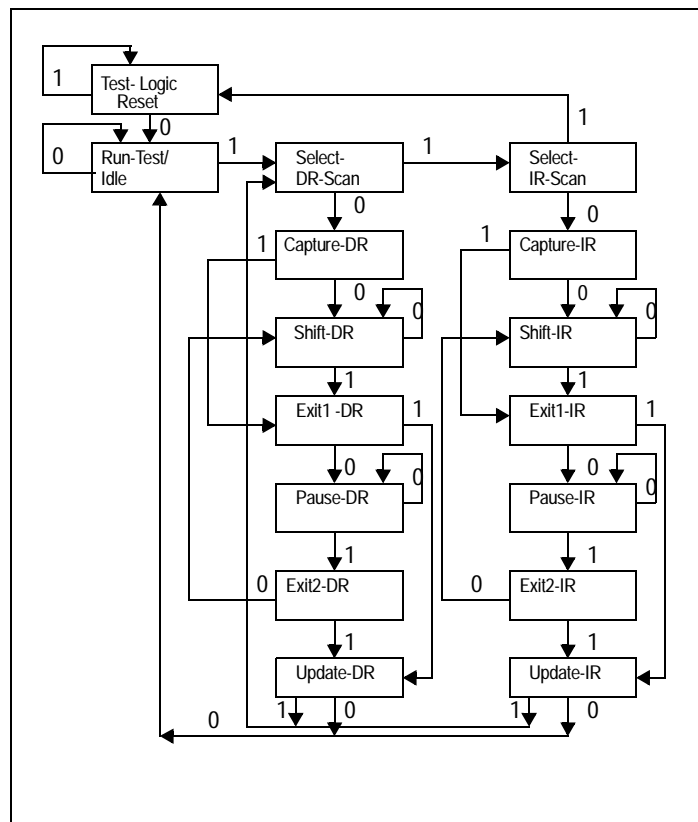 1
Test- Logic
Reset
0
1
0
Run-Test/
Idle
1
Select-
DR-Scan
1
Select-
IR-Scan
0
0
1
Capture-DR
1
Capture-IR
0
0
Shift-DR
0
Shift-IR
0
1
1
Exit1 -DR
1
Exit1-IR
1
0
0
Pause-DR
0
Pause-IR
0
1
1
0
Exit2-DR
0
Exit2-IR
1
1
Update-DR
Update-IR
1
0
1
0
0